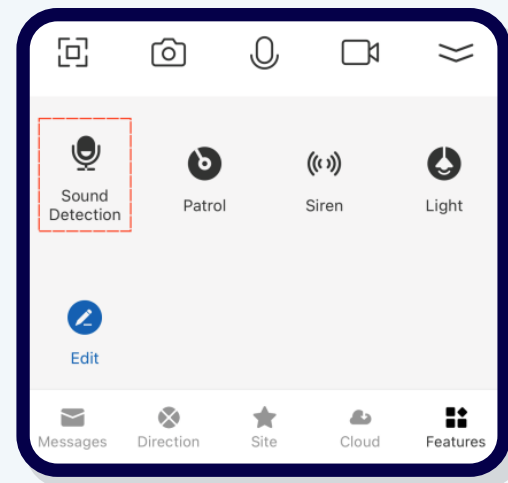 Sound
Detection
Patrol
Siren
Light
Edit
Messages
Direction
Site
Cloud
Features